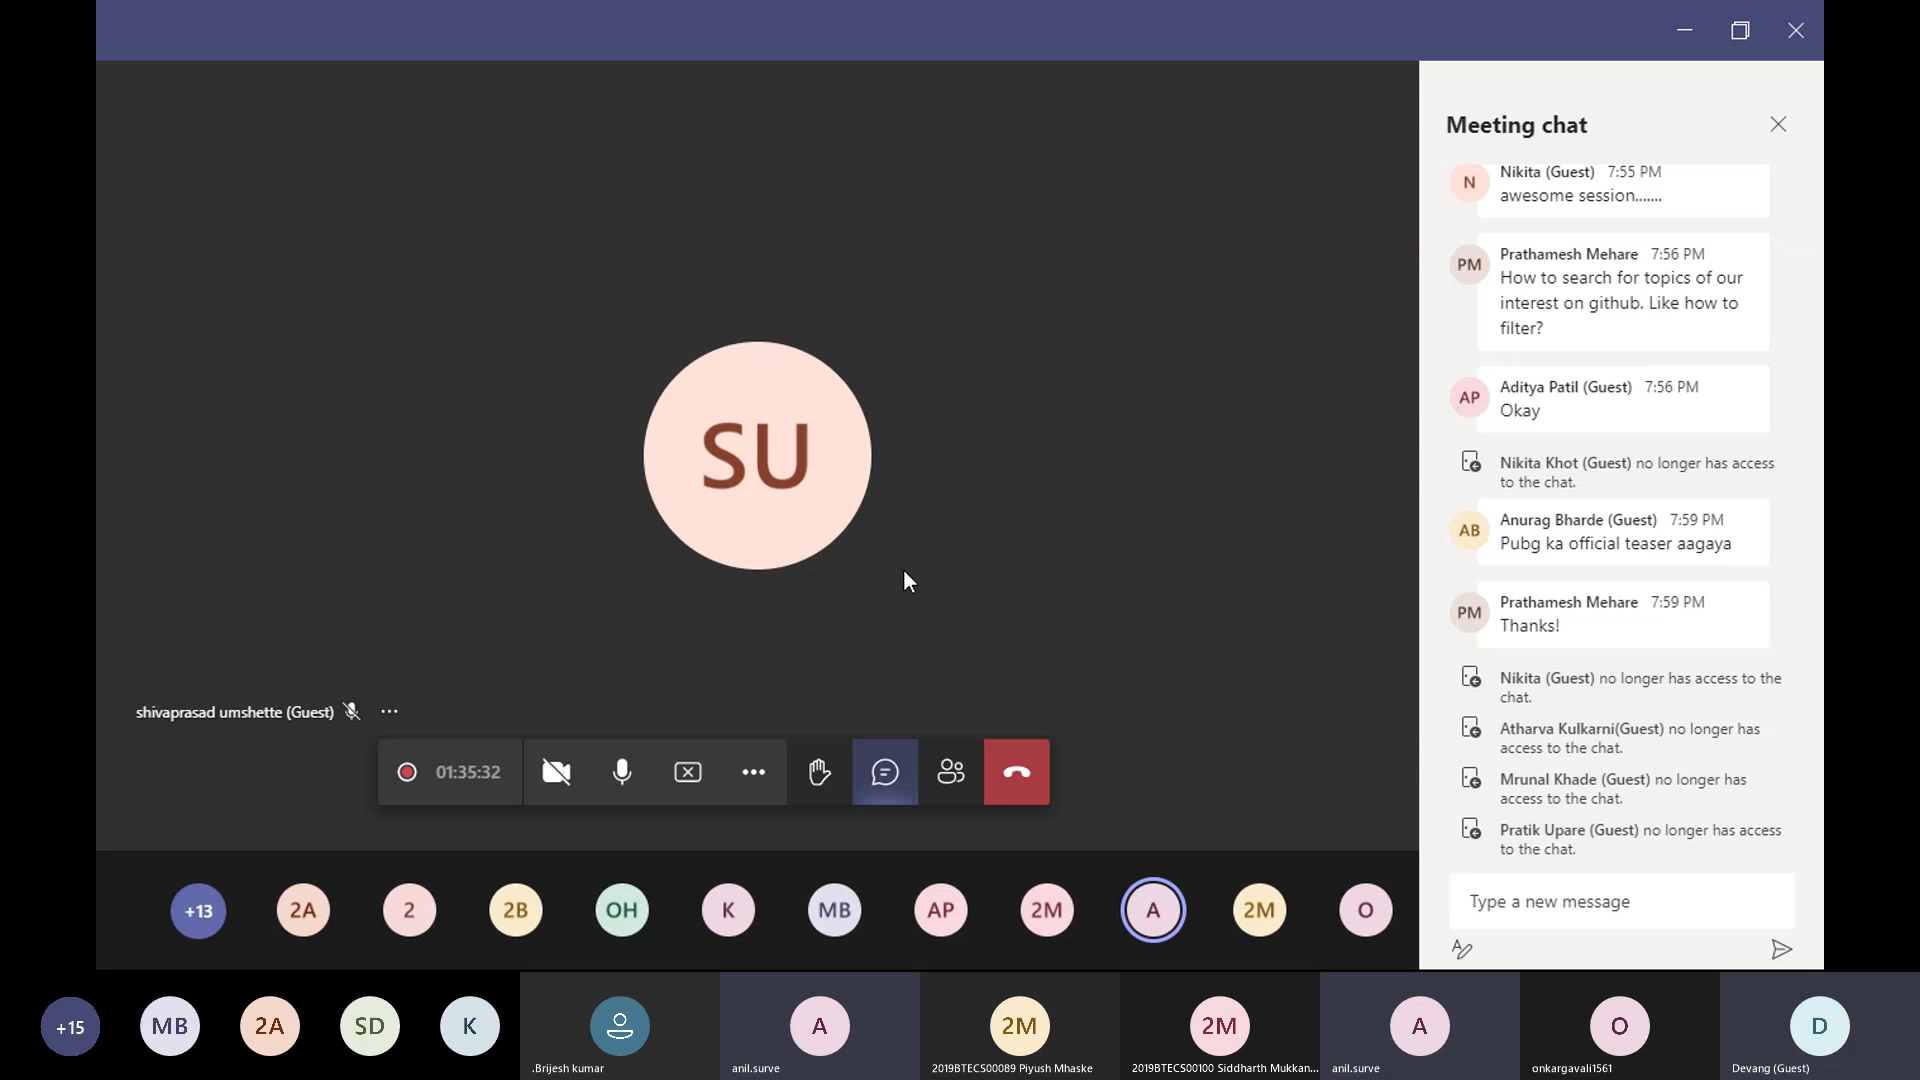 Meeting chat
N
Nikita (Guest) 7:55 PM
awesome session.......
PM
Prathamesh Mehare 7:56 PM
How to search for topics of our
interest on github. Like how to
filter?
AP
Aditya Patil (Guest) 7:56 PM
Okay
Nikita Khot (Guest) no longer has access
to the chat.
AB
Anurag Bharde (Guest) 7:59 PM
Pubg ka official teaser aagaya
PM
Prathamesh Mehare 7:59 PM
Thanks!
Nikita (Guest) no longer has access to the
chat.
Atharva Kulkarni(Guest) no longer has
access to the chat.
Mrunal Khade (Guest) no longer has
access to the chat.
Pratik Upare (Guest) no longer has access
to the chat.
Type a new message
SU
shivaprasad umshette (Guest)
01:35:32
+13 2A 2 2B OH K MB AP 2M A 2M O
+15 MB 2A SD K A 2M 2M A O D
.Brijesh kumar anil.surve 2019BTECS00089 Piyush Mhaske 2019BTECS00100 Siddharth Mukkan... anil.surve onkargavali1561 Devang (Guest)